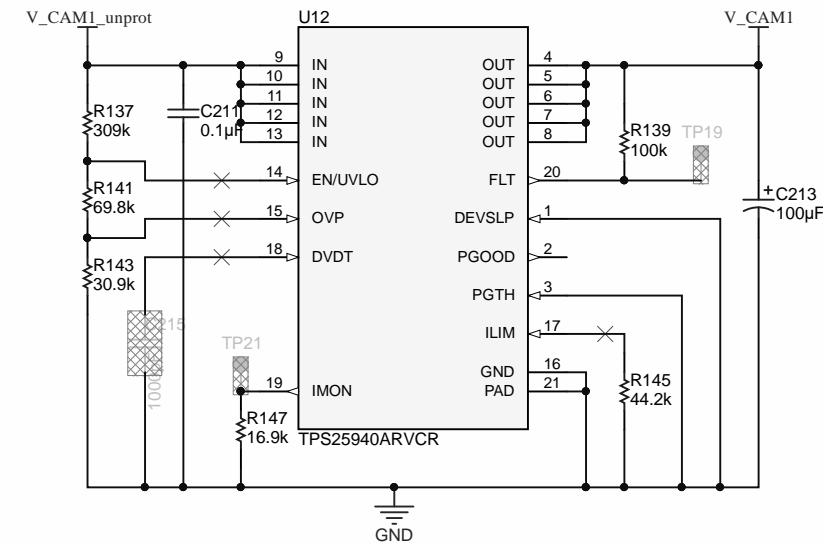 U12
V_CAM1_unprot
V_CAM1
9 IN OUT 4
10 IN OUT 5
11 IN OUT 6
12 IN OUT 7
13 IN OUT 8
R137
309k
C211
0.1µF
R139
100k
TP19
14 EN/UVLO FLT 20
R141
69.8k
15 OVP DEVSLP 1
C213
100µF
18 DVDT PGOOD 2
R143
30.9k
PGTH 3
ILIM 17
TP21
GND 16
19 IMON PAD 21
R145
44.2k
R147
16.9k
TPS25940ARVCR
GND